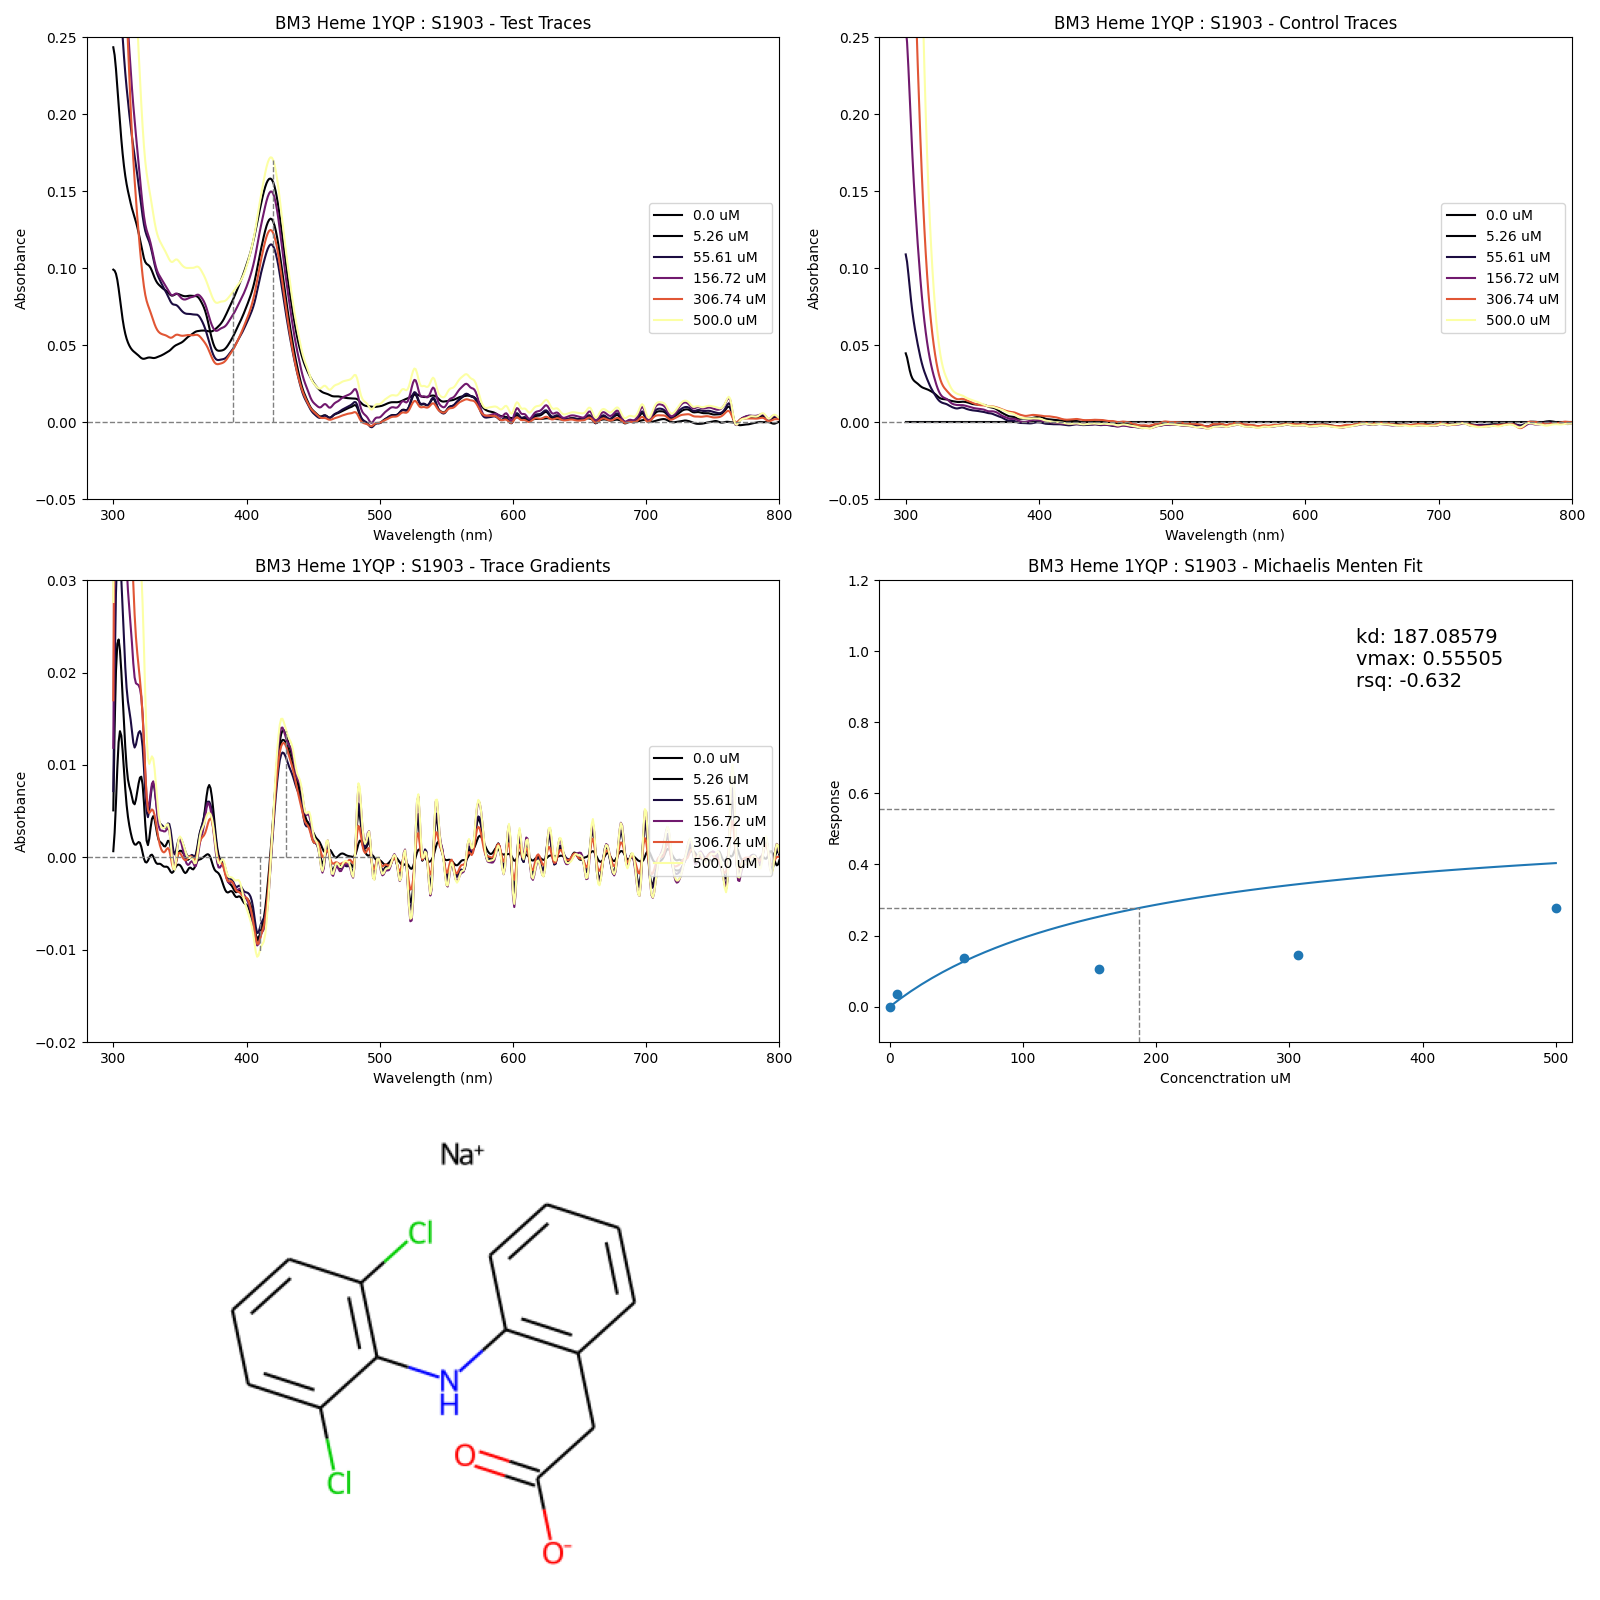 BM3 Heme 1YQP : S1903 - Test Traces
0.25
0.20
0.15
0.10
0.05
0.00
−0.05
Absorbance
300 400 500 600 700 800
Wavelength (nm)
0.0 uM
5.26 uM
55.61 uM
156.72 uM
306.74 uM
500.0 uM
BM3 Heme 1YQP : S1903 - Control Traces
0.25
0.20
0.15
0.10
0.05
0.00
−0.05
Absorbance
300 400 500 600 700 800
Wavelength (nm)
0.0 uM
5.26 uM
55.61 uM
156.72 uM
306.74 uM
500.0 uM
BM3 Heme 1YQP : S1903 - Trace Gradients
0.03
0.02
0.01
0.00
−0.01
−0.02
Absorbance
300 400 500 600 700 800
Wavelength (nm)
0.0 uM
5.26 uM
55.61 uM
156.72 uM
306.74 uM
500.0 uM
BM3 Heme 1YQP : S1903 - Michaelis Menten Fit
1.2
1.0
0.8
0.6
0.4
0.2
0.0
Response
0 100 200 300 400 500
Concenctration uM
kd: 187.08579
vmax: 0.55505
rsq: -0.632
Na+
Cl
Cl
N
H
O
O-